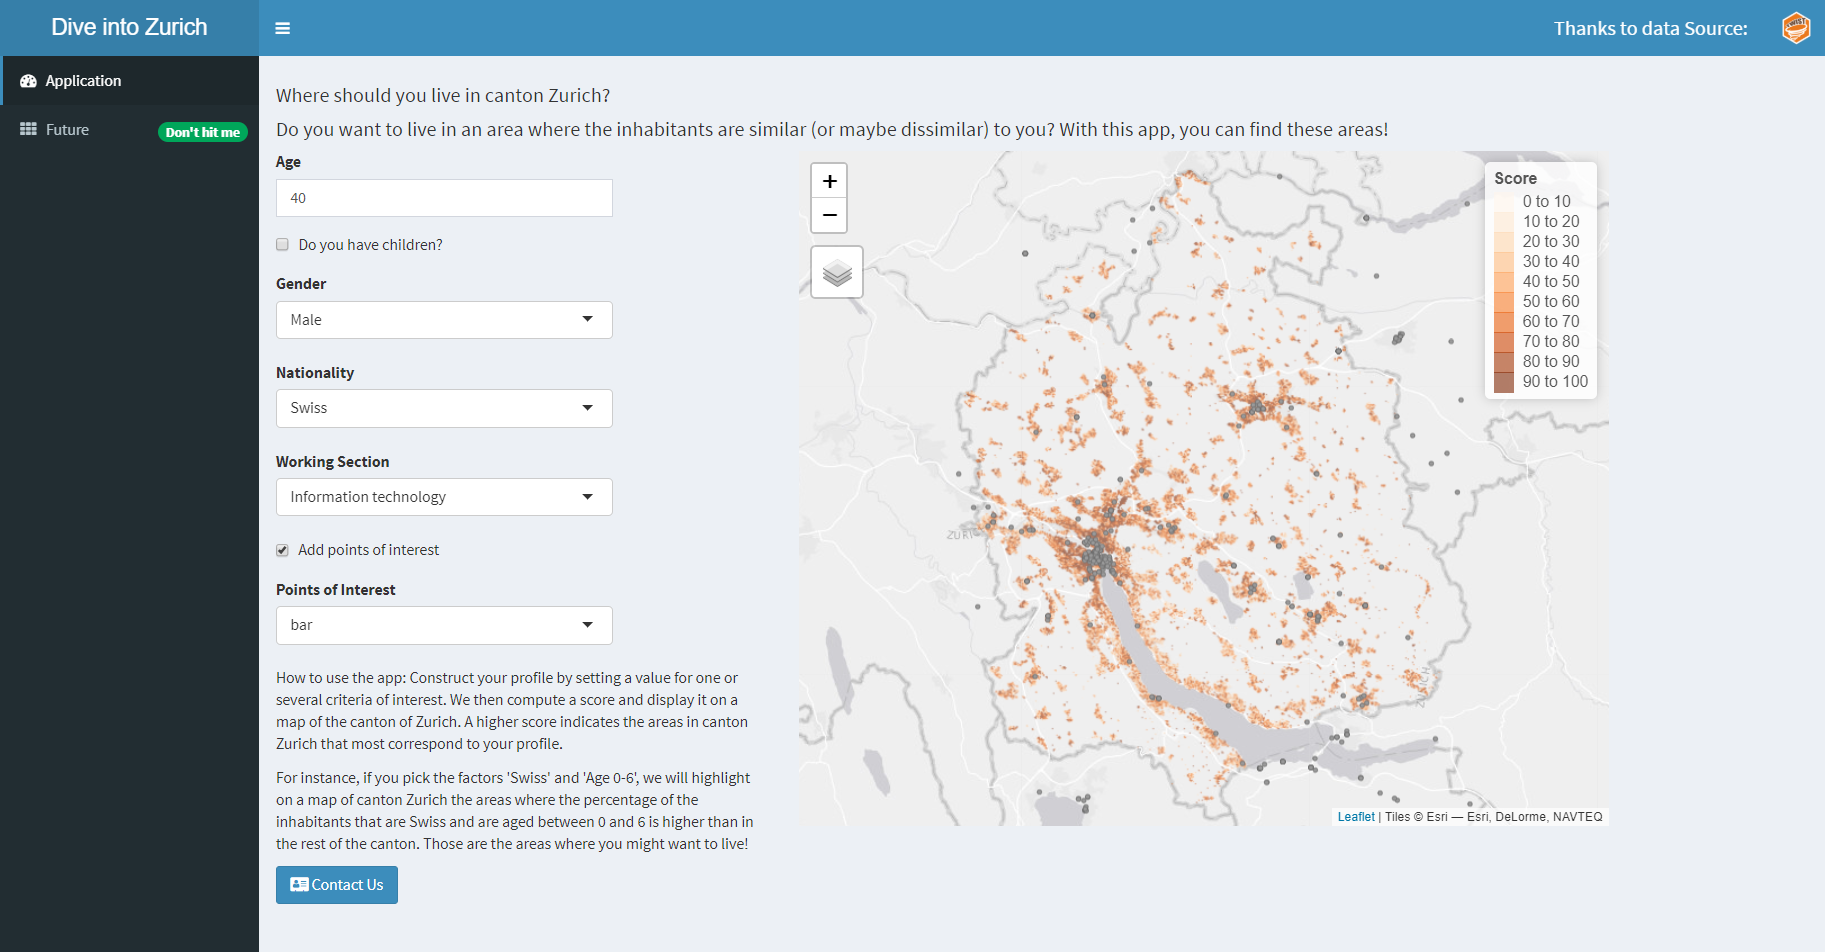 Dive into Zurich
Thanks to data Source:
SWIST
Application
Future
Don't hit me
Where should you live in canton Zurich?
Do you want to live in an area where the inhabitants are similar (or maybe dissimilar) to you? With this app, you can find these areas!
Age
40
Do you have children?
Gender
Male
Nationality
Swiss
Working Section
Information technology
Add points of interest
Points of Interest
bar
How to use the app: Construct your profile by setting a value for one or
several criteria of interest. We then compute a score and display it on a
map of the canton of Zurich. A higher score indicates the areas in canton
Zurich that most correspond to your profile.
For instance, if you pick the factors 'Swiss' and 'Age 0-6', we will highlight
on a map of canton Zurich the areas where the percentage of the
inhabitants that are Swiss and are aged between 0 and 6 is higher than in
the rest of the canton. Those are the areas where you might want to live!
Contact Us
+
−
Score
0 to 10
10 to 20
20 to 30
30 to 40
40 to 50
50 to 60
60 to 70
70 to 80
80 to 90
90 to 100
ZÜRICH
Leaflet | Tiles © Esri — Esri, DeLorme, NAVTEQ